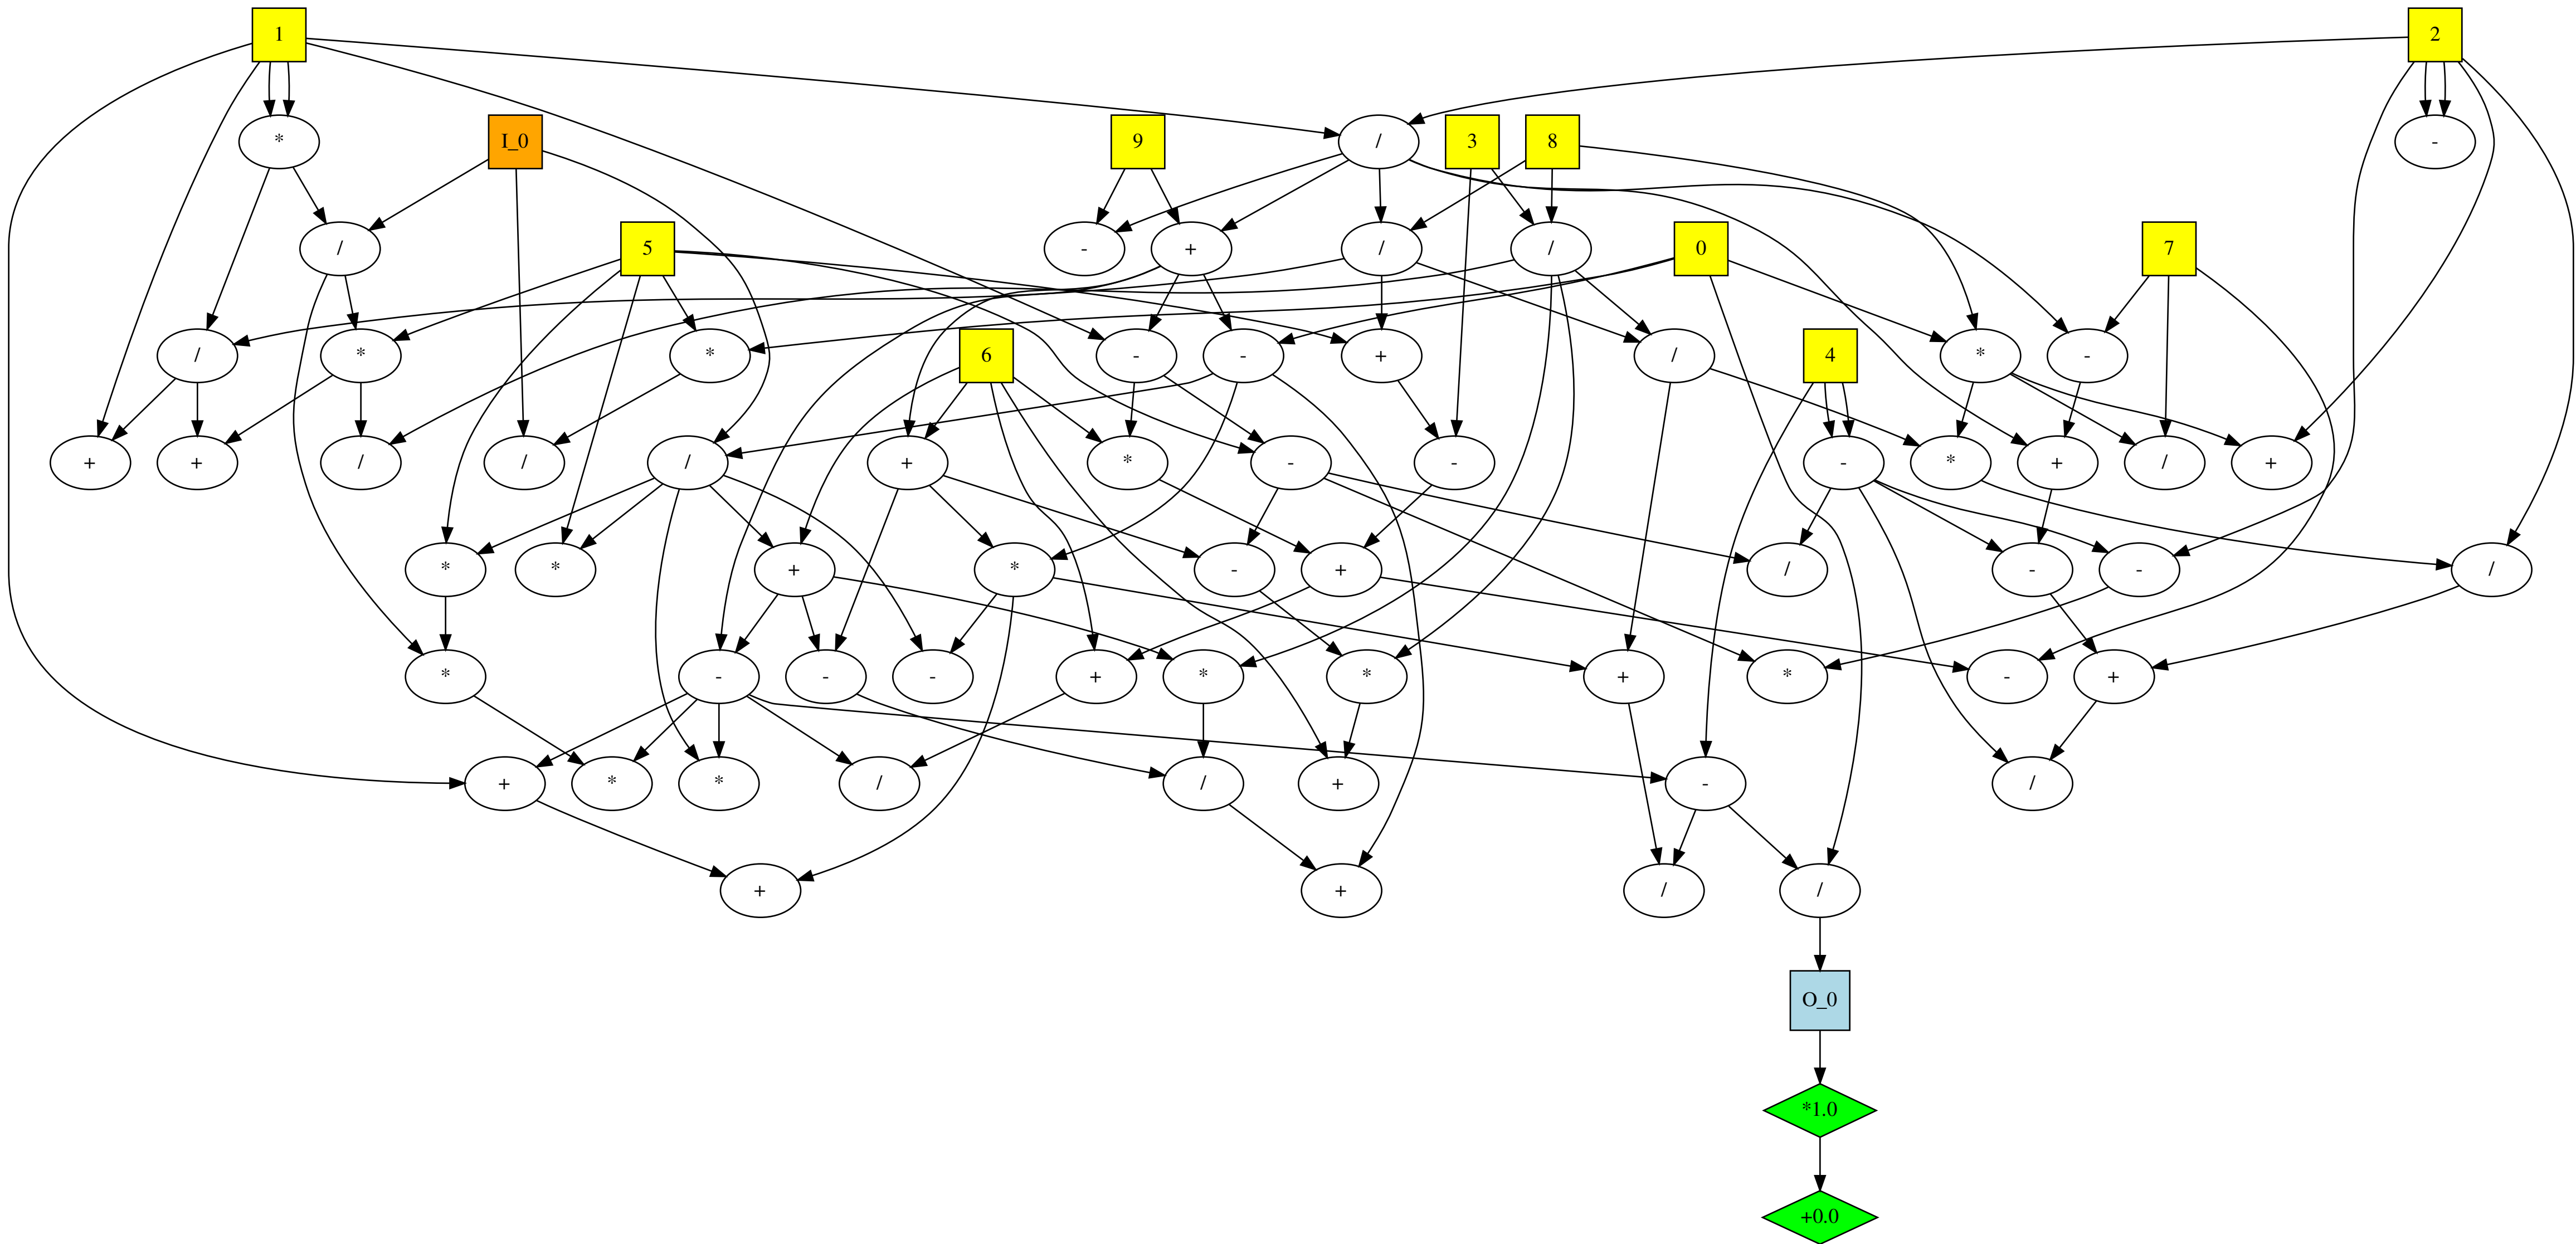 1 2
* I_0 9 / 3 8 -
/ 5 - + / / 0 7
/ * * 6 - - + / 4 * -
+ + / / / + * - - - * + / +
* * + * - + / - - /
* - - - + * * + * - +
+ * * / / + - /
+ + / /
O_0
*1.0
+0.0